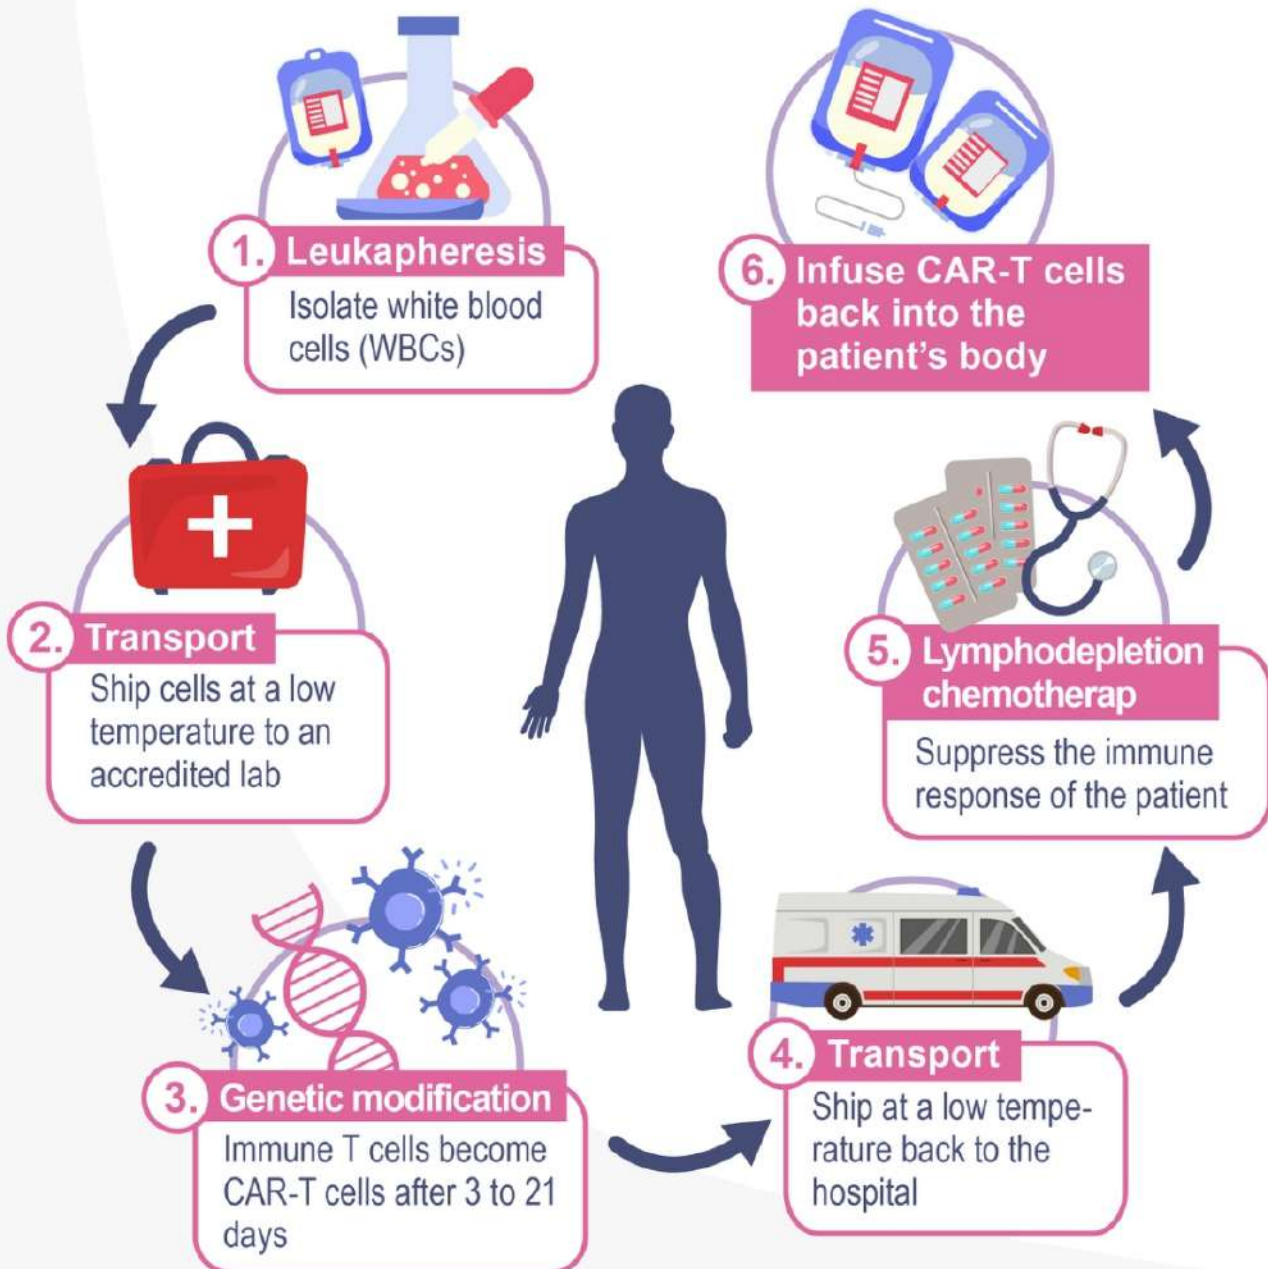 1. Leukapheresis
Isolate white blood
cells (WBCs)
2. Transport
Ship cells at a low
temperature to an
accredited lab
3. Genetic modification
Immune T cells become
CAR-T cells after 3 to 21
days
4. Transport
Ship at a low tempe-
rature back to the
hospital
5. Lymphodepletion
chemotherap
Suppress the immune
response of the patient
6. Infuse CAR-T cells
back into the
patient's body